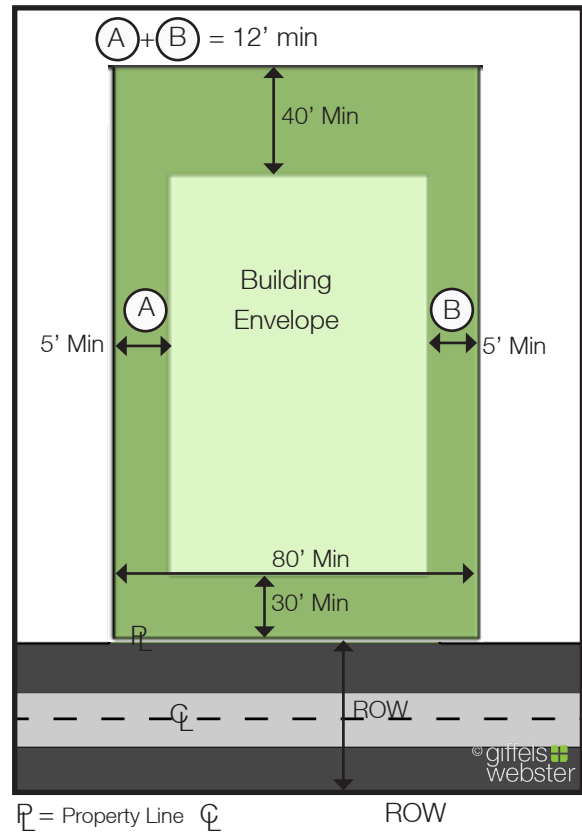 A + B = 12’ min
40’ Min
Building
Envelope
A
B
5’ Min
5’ Min
80’ Min
30’ Min
PL
CL
ROW
© giffels
webster
PL = Property Line CL ROW